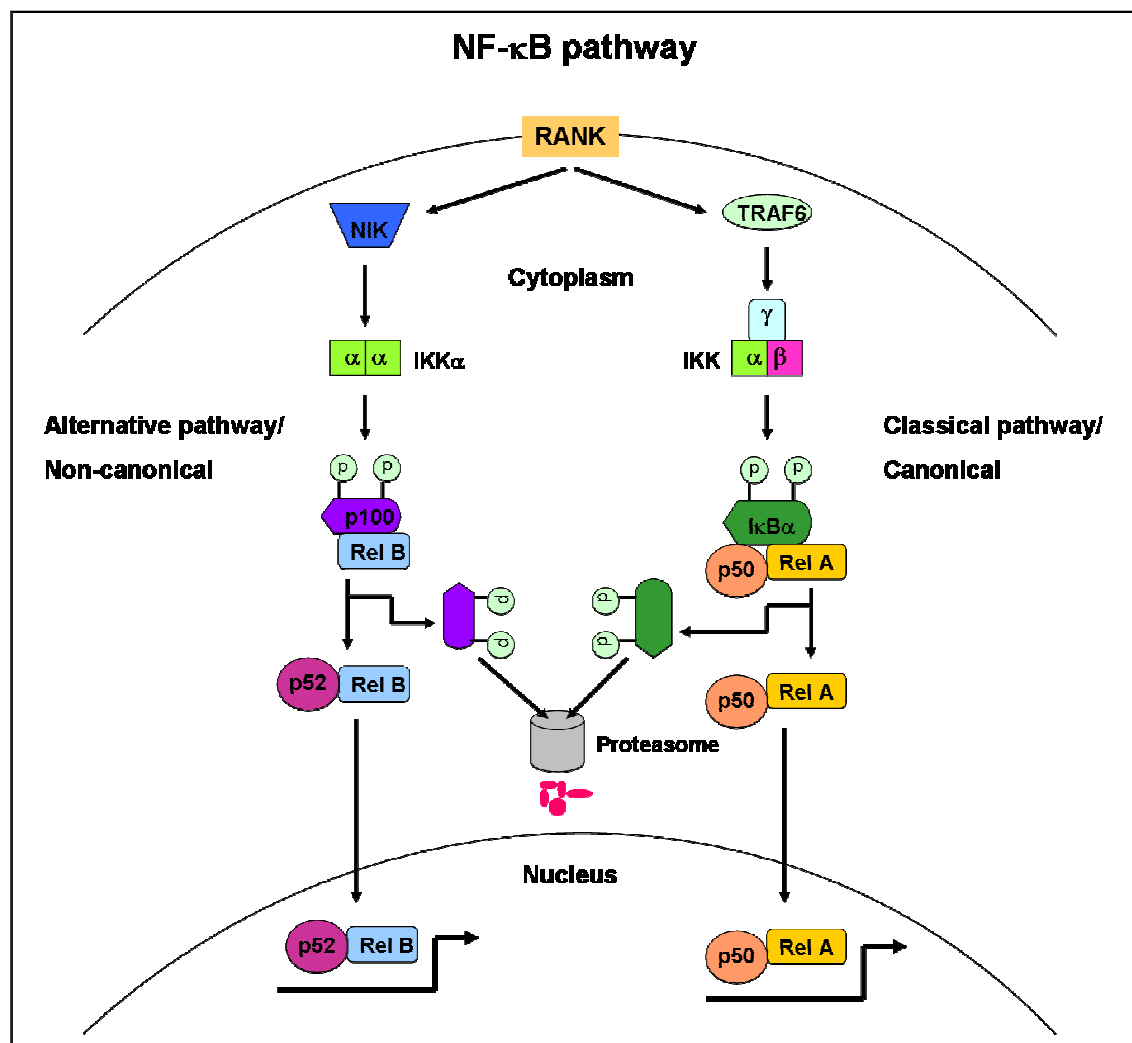 NF-κB pathway
RANK
NIK
TRAF6
Cytoplasm
γ
α α
IKKα
IKK
α β
Alternative pathway/
Non-canonical
Classical pathway/
Canonical
p p
p p
p100
Rel B
IκBα
p50
Rel A
p
p
p
p
p52
Rel B
p50
Rel A
Proteasome
Nucleus
p52
Rel B
p50
Rel A